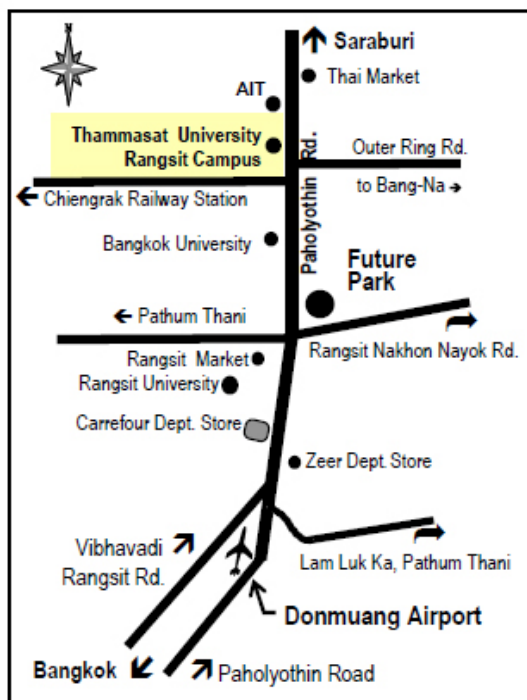 Saraburi
Thai Market
AIT
Thammasat University
Rangsit Campus
Paholyothin Rd.
Outer Ring Rd.
to Bang-Na →
← Chiengrak Railway Station
Bangkok University
Future
Park
← Pathum Thani
Rangsit Nakhon Nayok Rd.
Rangsit Market
Rangsit University
Carrefour Dept. Store
Zeer Dept. Store
Vibhavadi
Rangsit Rd.
Lam Luk Ka, Pathum Thani
Donmuang Airport
Bangkok
Paholyothin Road